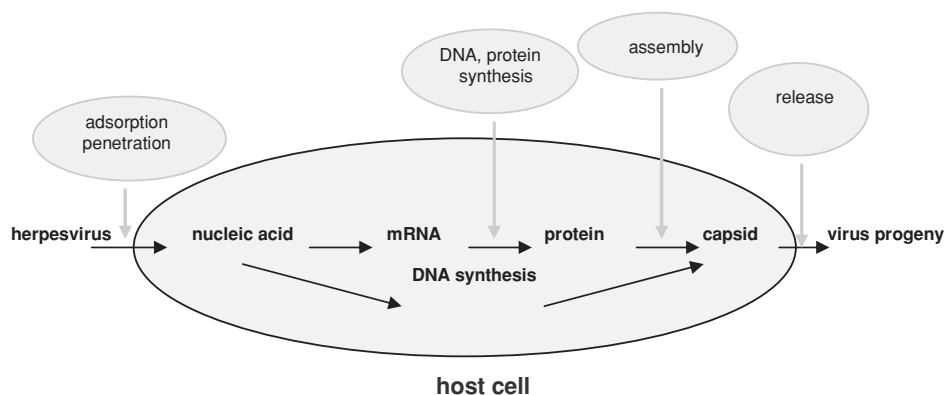 DNA, protein
synthesis
assembly
release
adsorption
penetration
herpesvirus
nucleic acid
mRNA
protein
capsid
virus progeny
DNA synthesis
host cell